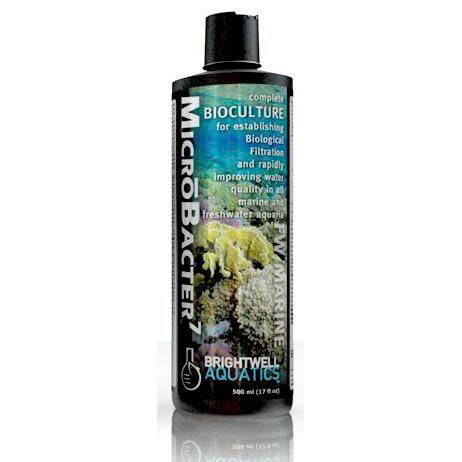 complete
BIOCULTURE
for establishing
Biological
Filtration
and rapidly
improving water
quality in all
marine and
freshwater aquaria
MICRŌBACTER7
FW/MARINE
BRIGHTWELL
AQUATICS
500 ml (17 fl oz)